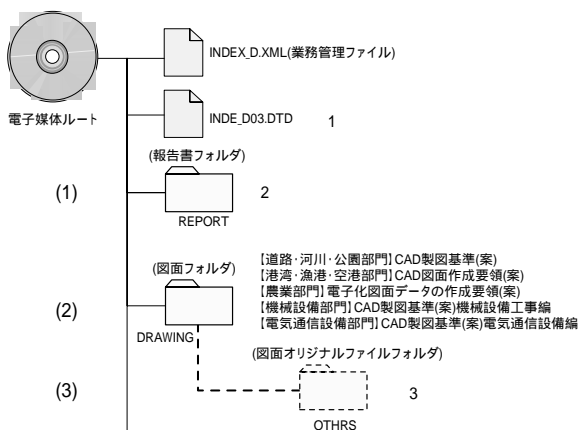 INDEX_D.XML(業務管理ファイル)
電子媒体ルート
INDE_D03.DTD 1
(報告書フォルダ)
(1) 2
REPORT
【道路・河川・公園部門】CAD製図基準(案)
(図面フォルダ) 【港湾・漁港・空港部門】CAD図面作成要領(案)
【農業部門】電子化図面データの作成要領(案)
(2) 【機械設備部門】CAD製図基準(案)機械設備工事編
【電気通信設備部門】CAD製図基準(案)電気通信設備編
DRAWING
(図面オリジナルファイルフォルダ)
(3) 3
OTHRS